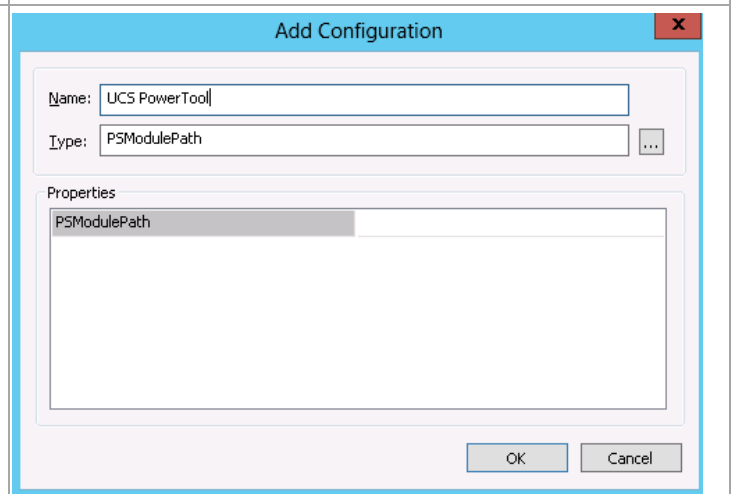 Add Configuration
x
Name: UCS PowerTool
Type: PSModulePath
...
Properties
PSModulePath
OK Cancel